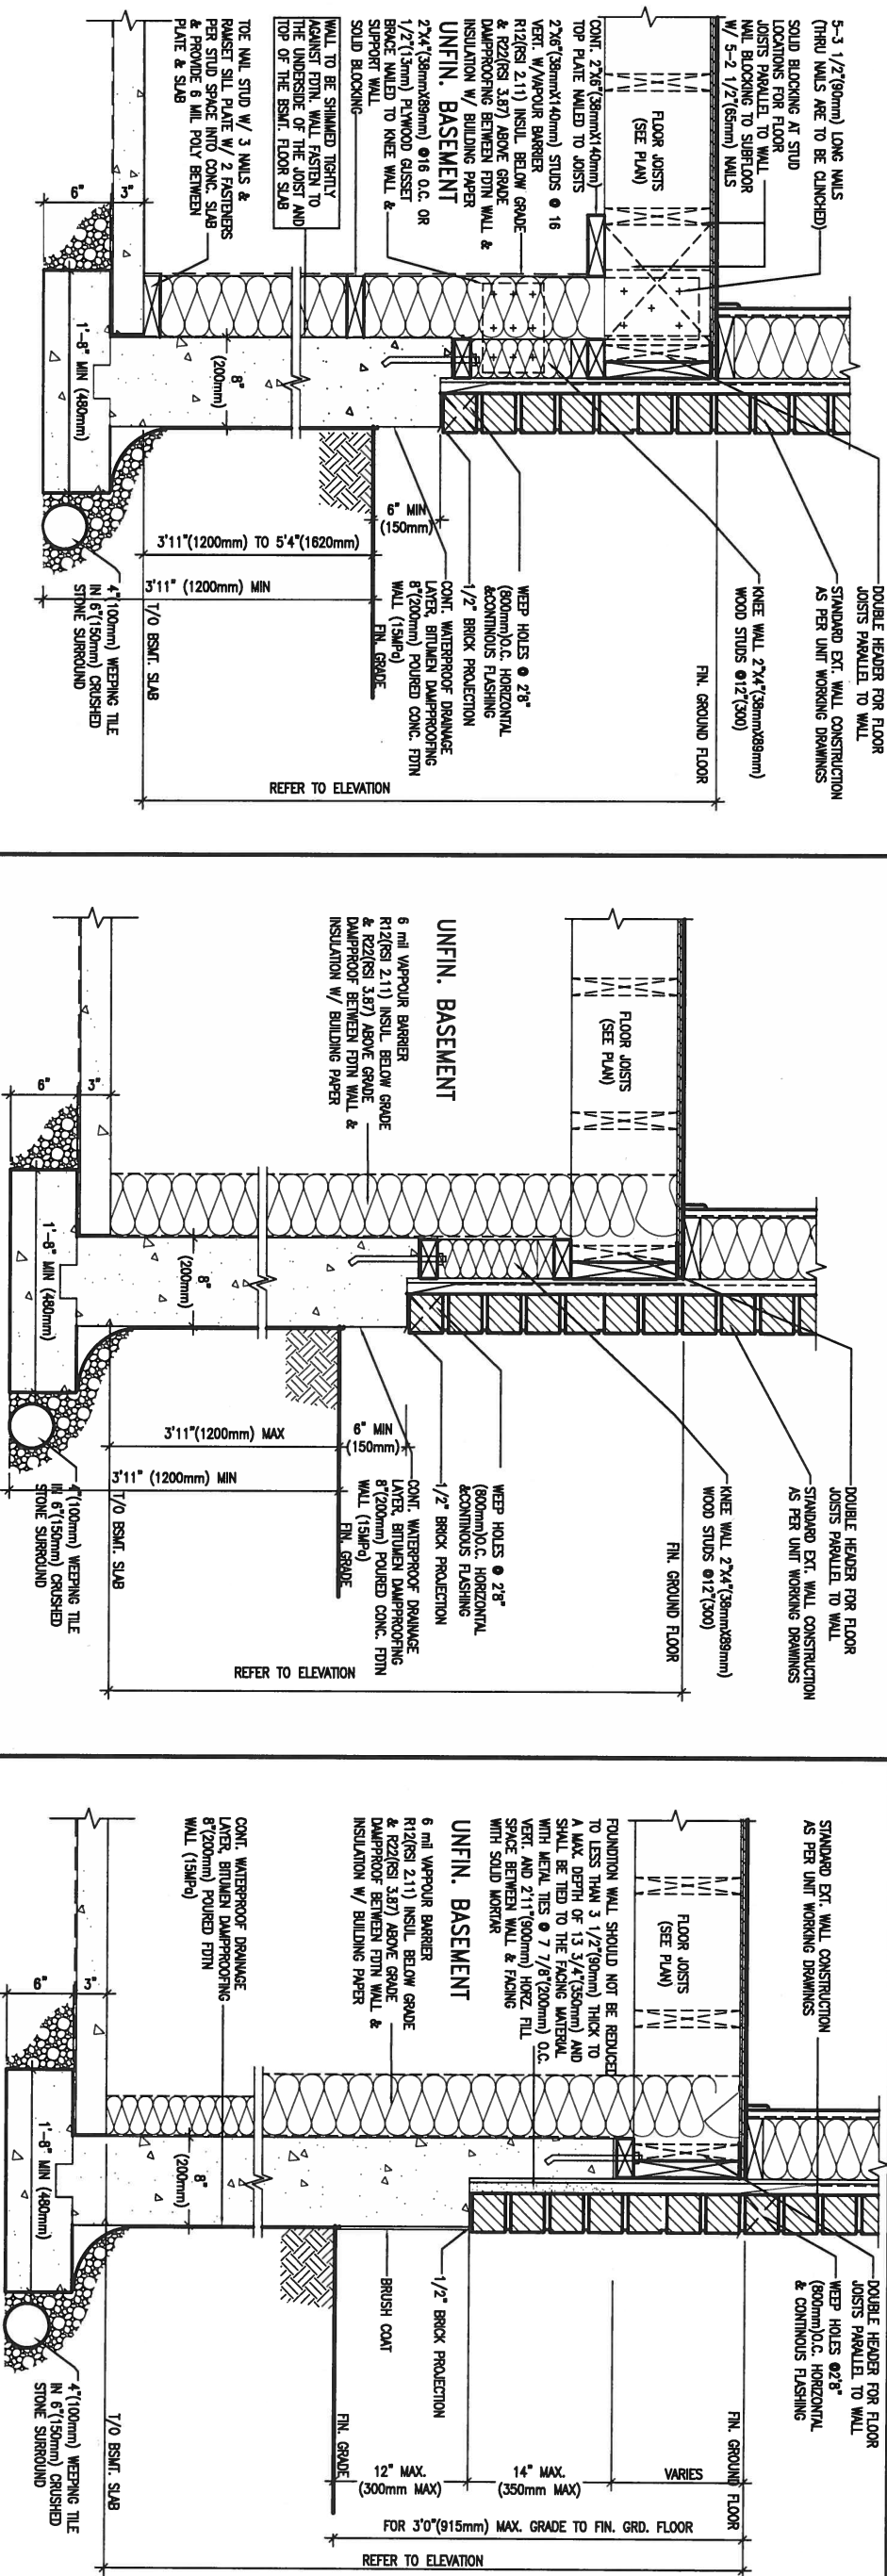 5-3 1/2"(90mm) LONG NAILS
(THRU NAILS ARE TO BE CLINCHED)
SOLID BLOCKING AT STUD
LOCATIONS FOR FLOOR
JOISTS PARALLEL TO WALL
NAIL BLOCKING TO SUBFLOOR
W/ 5-2 1/2"(65mm) NAILS
FLOOR JOISTS
(SEE PLAN)
CONT. 2"X6"(38mmX140mm)
TOP PLATE NAILED TO JOISTS
2"X6"(38mmX140mm) STUDS @ 16
VERT. W/VAPOUR BARRIER
R12(RSI 2.11) INSUL BELOW GRADE
& R22(RSI 3.87) ABOVE GRADE
DAMPPROOFING BETWEEN FDTN WALL &
INSULATION W/ BUILDING PAPER
UNFIN. BASEMENT
2"X4"(38mmX89mm) @16 O.C. OR
1/2"(13mm) PLYWOOD GUSSET
BRACE NAILED TO KNEE WALL &
SUPPORT WALL
SOLID BLOCKING
WALL TO BE SHIMMED TIGHTLY
AGAINST FDTN. WALL FASTEN TO
THE UNDERSIDE OF THE JOIST AND
TOP OF THE BSMT. FLOOR SLAB
TOE NAIL STUD W/ 3 NAILS &
RAMSET SILL PLATE W/ 2 FASTENERS
PER STUD SPACE INTO CONC. SLAB
& PROVIDE 6 MIL POLY BETWEEN
PLATE & SLAB
6"
3"
8"
(200mm)
1'-8" MIN (480mm)
DOUBLE HEADER FOR FLOOR
JOISTS PARALLEL TO WALL
STANDARD EXT. WALL CONSTRUCTION
AS PER UNIT WORKING DRAWINGS
KNEE WALL 2"X4"(38mmX89mm)
WOOD STUDS @12"(300)
FIN. GROUND FLOOR
WEEP HOLES @ 2'8"
(800mm)O.C. HORIZONTAL
&CONTINOUS FLASHING
1/2" BRICK PROJECTION
CONT. WATERPROOF DRAINAGE
LAYER, BITUMEN DAMPPROOFING
8"(200mm) POURED CONC. FDTN
WALL (15MPa)
FIN. GRADE
6" MIN
(150mm)
3'11"(1200mm) TO 5'4"(1620mm)
3'11" (1200mm) MIN
T/O BSMT. SLAB
4"(100mm) WEEPING TILE
IN 6"(150mm) CRUSHED
STONE SURROUND
REFER TO ELEVATION
FLOOR JOISTS
(SEE PLAN)
UNFIN. BASEMENT
6 mil VAPPOUR BARRIER
R12(RSI 2.11) INSUL BELOW GRADE
& R22(RSI 3.87) ABOVE GRADE
DAMPPROOF BETWEEN FDTN WALL &
INSULATION W/ BUILDING PAPER
6"
3"
8"
(200mm)
1'-8" MIN (480mm)
DOUBLE HEADER FOR FLOOR
JOISTS PARALLEL TO WALL
STANDARD EXT. WALL CONSTRUCTION
AS PER UNIT WORKING DRAWINGS
KNEE WALL 2"X4"(38mmX89mm)
WOOD STUDS @12"(300)
FIN. GROUND FLOOR
WEEP HOLES @ 2'8"
(800mm)O.C. HORIZONTAL
&CONTINOUS FLASHING
1/2" BRICK PROJECTION
CONT. WATERPROOF DRAINAGE
LAYER, BITUMEN DAMPPROOFING
8"(200mm) POURED CONC. FDTN
WALL (15MPa)
FIN. GRADE
6" MIN
(150mm)
3'11"(1200mm) MAX
3'11" (1200mm) MIN
T/O BSMT. SLAB
4"(100mm) WEEPING TILE
IN 6"(150mm) CRUSHED
STONE SURROUND
REFER TO ELEVATION
STANDARD EXT. WALL CONSTRUCTION
AS PER UNIT WORKING DRAWINGS
FLOOR JOISTS
(SEE PLAN)
FOUNDTION WALL SHOULD NOT BE REDUCED
TO LESS THAN 3 1/2"(90mm) THICK TO
A MAX. DEPTH OF 13 3/4"(350mm) AND
SHALL BE TIED TO THE FACING MATERIAL
WITH METAL TIES @ 7 7/8"(200mm) O.C.
VERT. AND 2'11"(900mm) HORZ. FILL
SPACE BETWEEN WALL & FACING
WITH SOLID MORTAR
UNFIN. BASEMENT
6 mil VAPPOUR BARRIER
R12(RSI 2.11) INSUL BELOW GRADE
& R22(RSI 3.87) ABOVE GRADE
DAMPPROOF BETWEEN FDTN WALL &
INSULATION W/ BUILDING PAPER
CONT. WATERPROOF DRAINAGE
LAYER, BITUMEN DAMPPROOFING
8"(200mm) POURED FDTN
WALL (15MPa)
6"
3"
8"
(200mm)
1'-8" MIN (480mm)
DOUBLE HEADER FOR FLOOR
JOISTS PARALLEL TO WALL
WEEP HOLES @2'8"
(800mm)O.C. HORIZONTAL
& CONTINOUS FLASHING
FIN. GROUND FLOOR
1/2" BRICK PROJECTION
BRUSH COAT
FIN. GRADE
12" MAX.
(300mm MAX)
14" MAX.
(350mm MAX)
VARIES
FOR 3'0"(915mm) MAX. GRADE TO FIN. GRD. FLOOR
REFER TO ELEVATION
T/O BSMT. SLAB
4"(100mm) WEEPING TILE
IN 6"(150mm) CRUSHED
STONE SURROUND